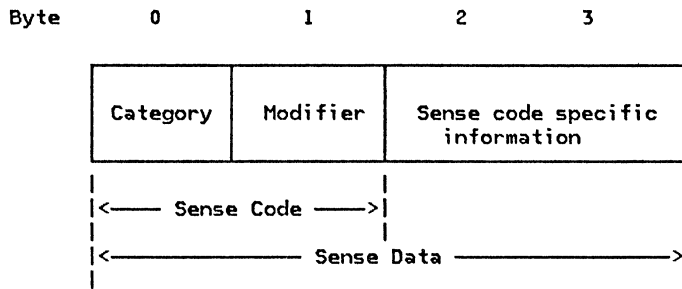 Byte 0 1 2 3
Category Modifier Sense code specific
information
|<—— Sense Code ——>|
|<—— Sense Data ——>